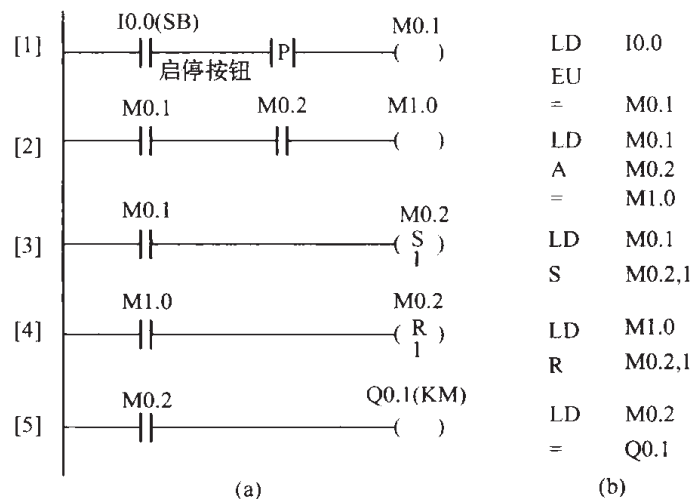 I0.0(SB) M0.1
[1] P ( )
启停按钮
M0.1 M0.2 M1.0
[2] ( )
M0.1 M0.2
[3] ( S )
1
M1.0 M0.2
[4] ( R )
1
M0.2 Q0.1(KM)
[5] ( )
(a)
LD I0.0
EU
= M0.1
LD M0.1
A M0.2
= M1.0
LD M0.1
S M0.2,1
LD M1.0
R M0.2,1
LD M0.2
= Q0.1
(b)